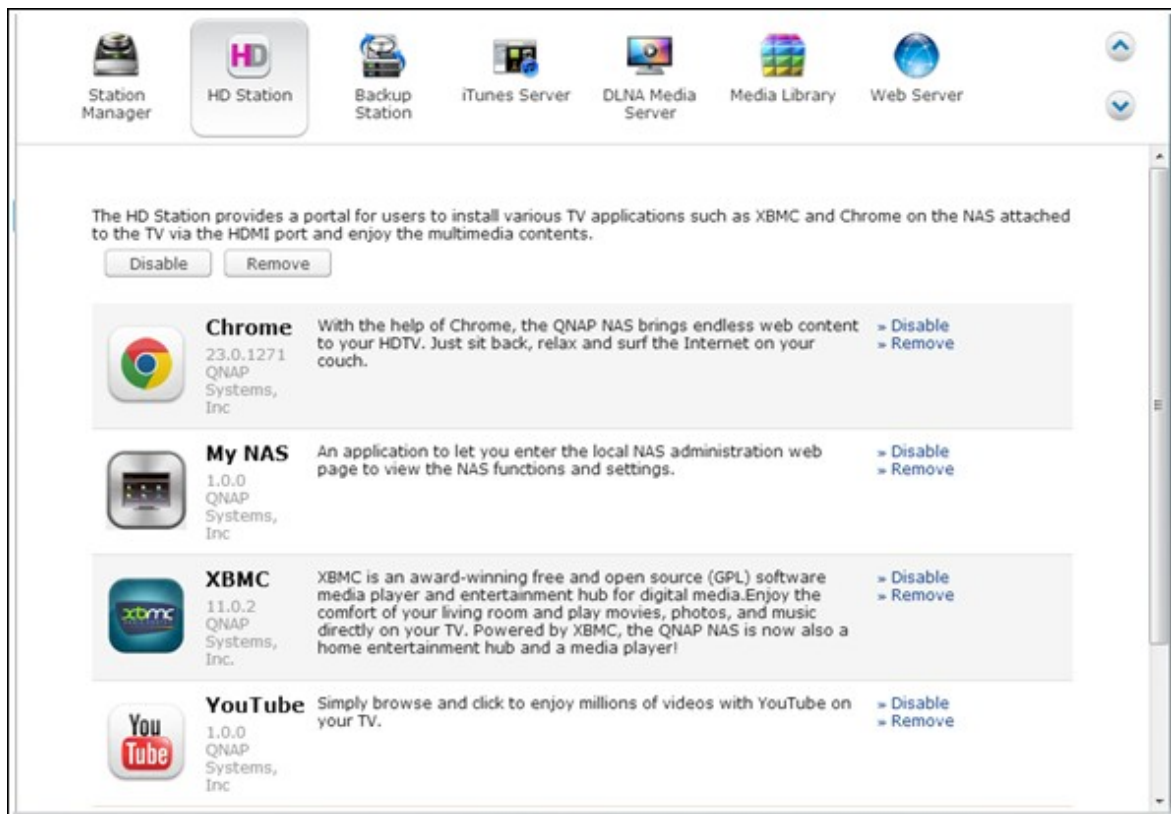 Station
Manager
HD
HD Station
Backup
Station
iTunes Server
DLNA Media
Server
Media Library
Web Server
The HD Station provides a portal for users to install various TV applications such as XBMC and Chrome on the NAS attached
to the TV via the HDMI port and enjoy the multimedia contents.
Disable
Remove
Chrome
23.0.1271
QNAP
Systems,
Inc
With the help of Chrome, the QNAP NAS brings endless web content
to your HDTV. Just sit back, relax and surf the Internet on your
couch.
» Disable
» Remove
My NAS
1.0.0
QNAP
Systems,
Inc
An application to let you enter the local NAS administration web
page to view the NAS functions and settings.
» Disable
» Remove
xbmc
XBMC
11.0.2
QNAP
Systems,
Inc.
XBMC is an award-winning free and open source (GPL) software
media player and entertainment hub for digital media.Enjoy the
comfort of your living room and play movies, photos, and music
directly on your TV. Powered by XBMC, the QNAP NAS is now also a
home entertainment hub and a media player!
» Disable
» Remove
You
Tube
YouTube
1.0.0
QNAP
Systems,
Inc
Simply browse and click to enjoy millions of videos with YouTube on
your TV.
» Disable
» Remove